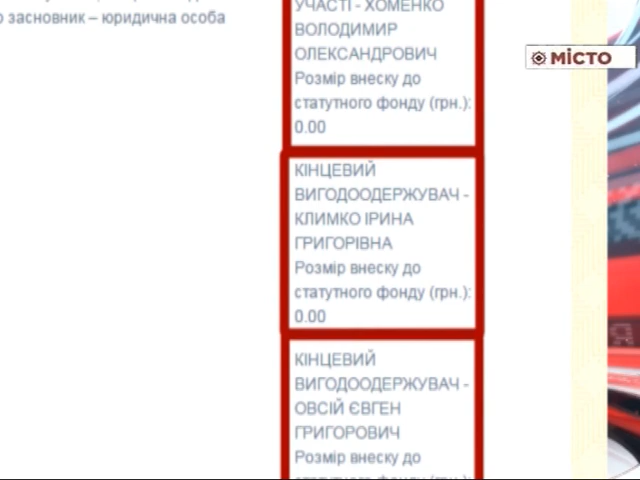 засновник – юридична особа
УЧАСТІ - ХОМЕНКО
ВОЛОДИМИР
ОЛЕКСАНДРОВИЧ
Розмір внеску до
статутного фонду (грн.):
0.00
МІСТО
КІНЦЕВИЙ
ВИГОДООДЕРЖУВАЧ -
КЛИМКО ІРИНА
ГРИГОРІВНА
Розмір внеску до
статутного фонду (грн.):
0.00
КІНЦЕВИЙ
ВИГОДООДЕРЖУВАЧ -
ОВСІЙ ЄВГЕН
ГРИГОРОВИЧ
Розмір внеску до